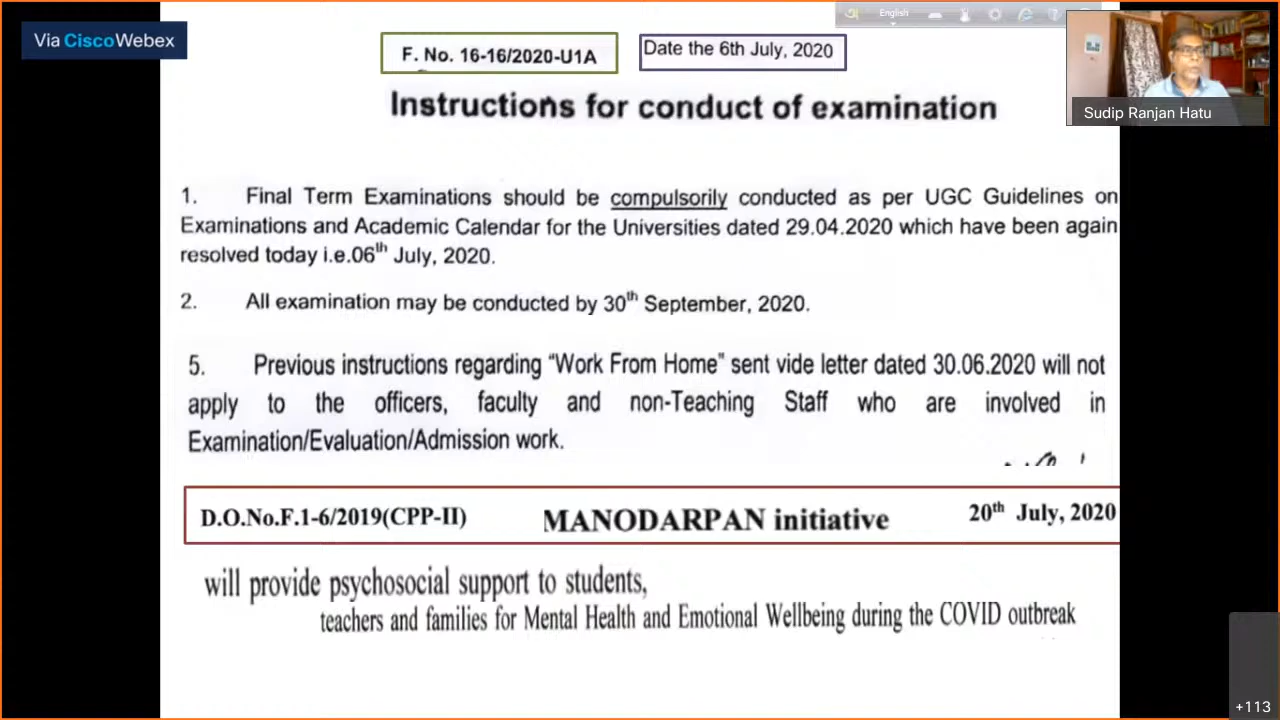 Via CiscoWebex
English
F. No. 16-16/2020-U1A
Date the 6th July, 2020
Sudip Ranjan Hatu
Instructions for conduct of examination
1. Final Term Examinations should be compulsorily conducted as per UGC Guidelines on
Examinations and Academic Calendar for the Universities dated 29.04.2020 which have been again
resolved today i.e.06th July, 2020.
2. All examination may be conducted by 30th September, 2020.
5. Previous instructions regarding “Work From Home” sent vide letter dated 30.06.2020 will not
apply to the officers, faculty and non-Teaching Staff who are involved in
Examination/Evaluation/Admission work.
D.O.No.F.1-6/2019(CPP-II) MANODARPAN initiative 20th July, 2020
will provide psychosocial support to students,
teachers and families for Mental Health and Emotional Wellbeing during the COVID outbreak
+113